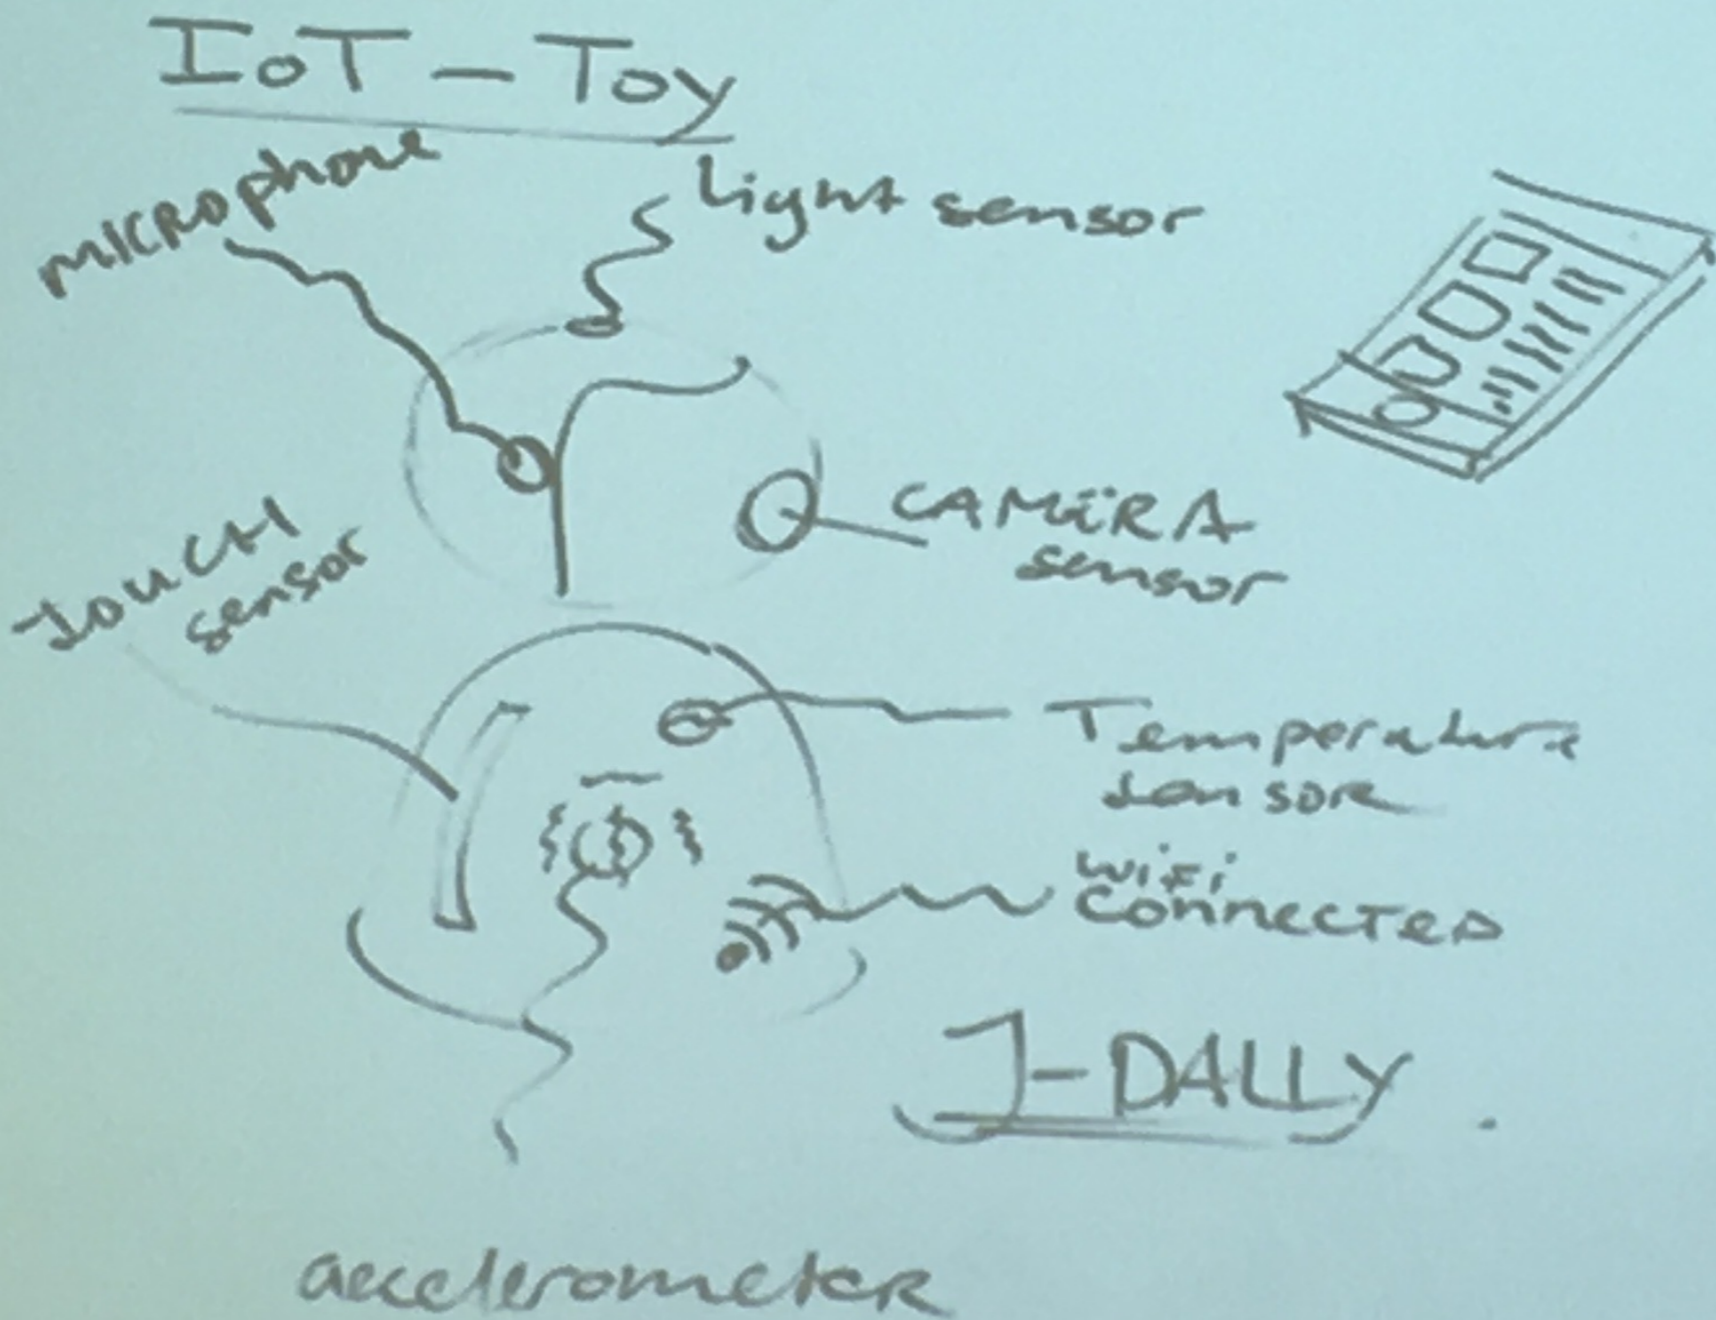 IoT - Toy
microphone
Light sensor
CAMERA
sensor
TOUCH
sensor
Temperature
sensor
wifi
connected
J-DALLY
accelerometer